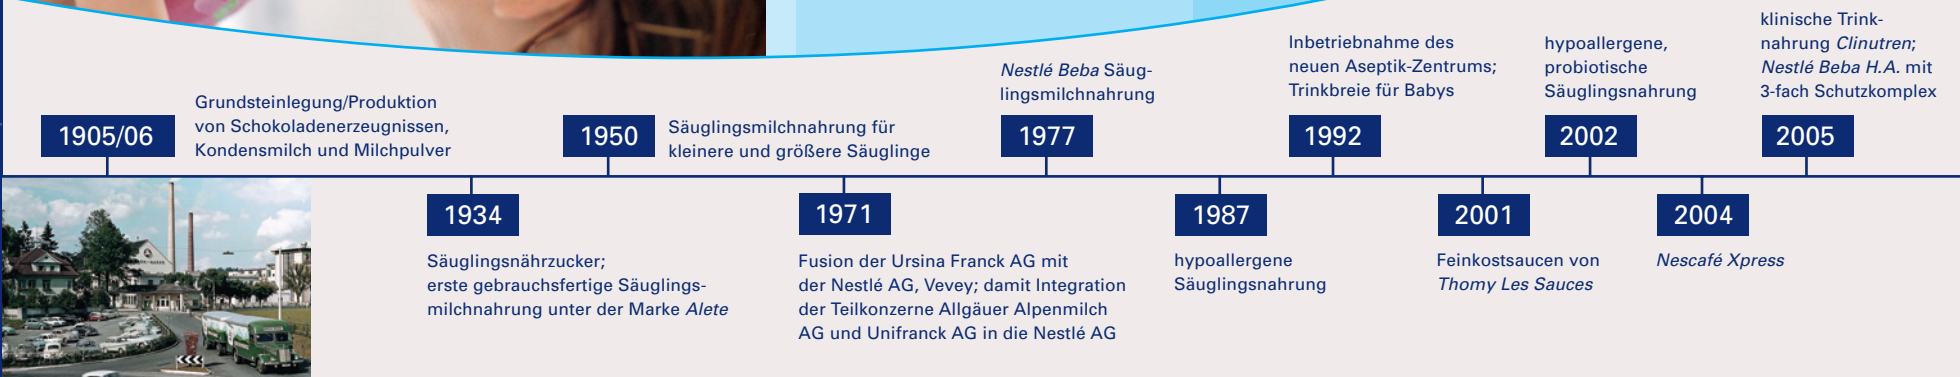 1905/06
Grundsteinlegung/Produktion
von Schokoladenerzeugnissen,
Kondensmilch und Milchpulver
1934
Säuglingsnährzucker;
erste gebrauchsfertige Säuglings-
milchnahrung unter der Marke Alete
1950
Säuglingsmilchnahrung für
kleinere und größere Säuglinge
1971
Fusion der Ursina Franck AG mit
der Nestlé AG, Vevey; damit Integration
der Teilkonzerne Allgäuer Alpenmilch
AG und Unifranck AG in die Nestlé AG
Nestlé Beba Säug-
lingsmilchnahrung
1977
1987
hypoallergene
Säuglingsnahrung
Inbetriebnahme des
neuen Aseptik-Zentrums;
Trinkbreie für Babys
1992
2001
Feinkostsaucen von
Thomy Les Sauces
hypoallergene,
probiotische
Säuglingsnahrung
2002
2004
Nescafé Xpress
klinische Trink-
nahrung Clinutren;
Nestlé Beba H.A. mit
3-fach Schutzkomplex
2005